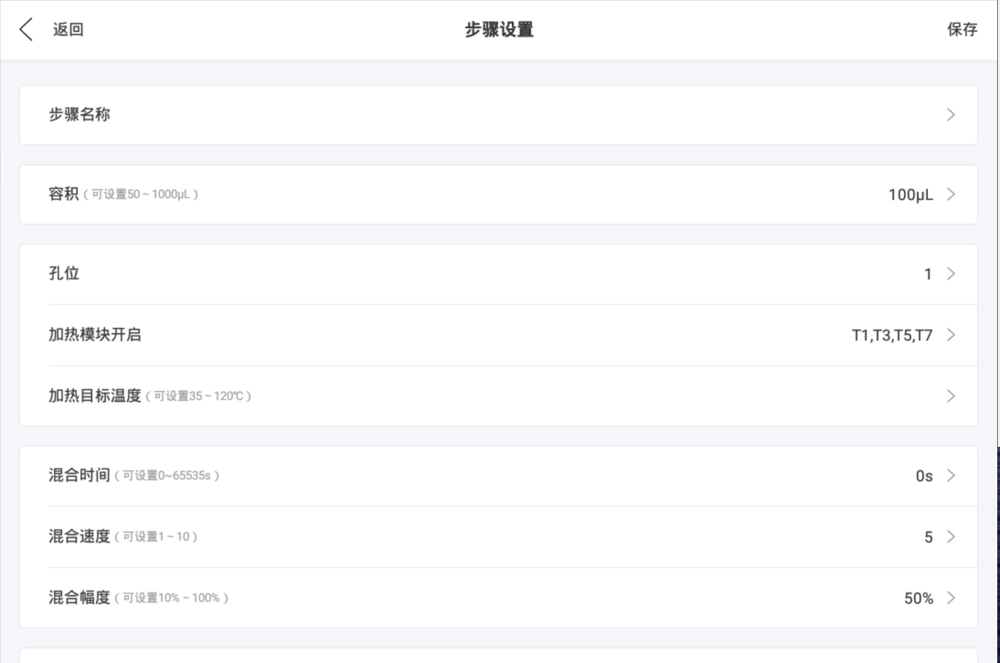 返回 步骤设置 保存
步骤名称
容积（可设置50 ~ 1000μL） 100μL
孔位 1
加热模块开启 T1,T3,T5,T7
加热目标温度（可设置35 ~ 120℃）
混合时间（可设置0~65535s） 0s
混合速度（可设置1 ~ 10） 5
混合幅度（可设置10% ~ 100%） 50%